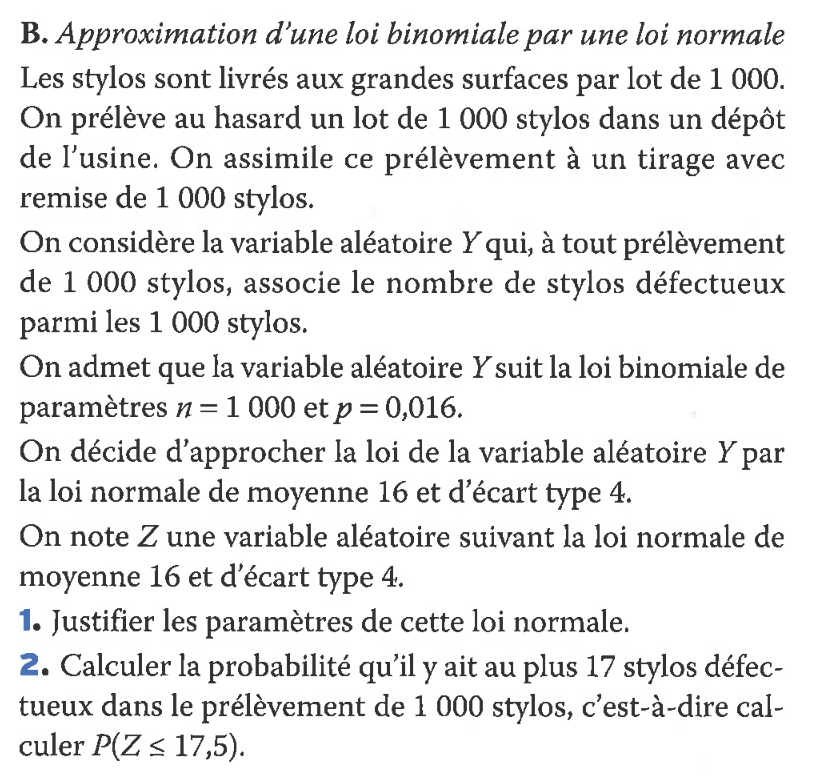 B. Approximation d'une loi binomiale par une loi normale
Les stylos sont livrés aux grandes surfaces par lot de 1 000.
On prélève au hasard un lot de 1 000 stylos dans un dépôt
de l'usine. On assimile ce prélèvement à un tirage avec
remise de 1 000 stylos.
On considère la variable aléatoire Y qui, à tout prélèvement
de 1 000 stylos, associe le nombre de stylos défectueux
parmi les 1 000 stylos.
On admet que la variable aléatoire Y suit la loi binomiale de
paramètres n = 1 000 et p = 0,016.
On décide d'approcher la loi de la variable aléatoire Y par
la loi normale de moyenne 16 et d'écart type 4.
On note Z une variable aléatoire suivant la loi normale de
moyenne 16 et d'écart type 4.
1. Justifier les paramètres de cette loi normale.
2. Calculer la probabilité qu'il y ait au plus 17 stylos défec-
tueux dans le prélèvement de 1 000 stylos, c'est-à-dire cal-
culer P(Z ≤ 17,5).